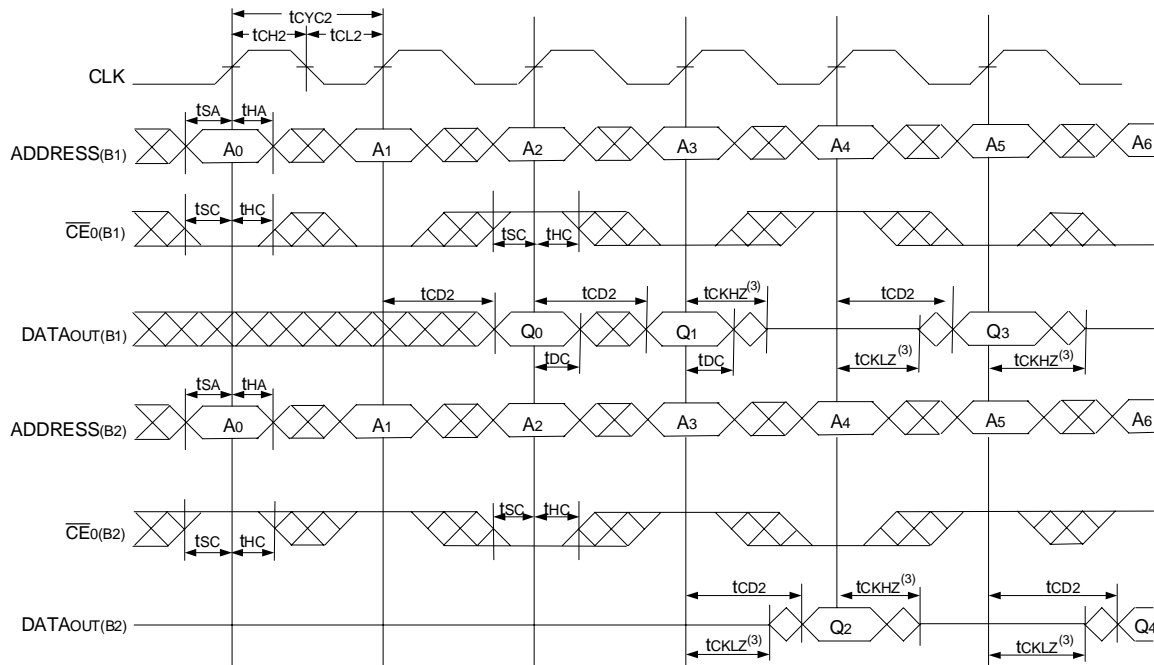 tCYC2
tCH2 tCL2
CLK
tSA tHA
ADDRESS(B1) A0 A1 A2 A3 A4 A5 A6
tSC tHC
CE0(B1)
tSC tHC
tCD2 tCD2 tCKHZ(3) tCD2
DATAOUT(B1) Q0 Q1 Q3
tDC tDC tCKLZ(3) tCKHZ(3)
tSA tHA
ADDRESS(B2) A0 A1 A2 A3 A4 A5 A6
tSC tHC
CE0(B2)
tSC tHC
tCD2 tCKHZ(3) tCD2
DATAOUT(B2) Q2 Q4
tCKLZ(3) tCKLZ(3)